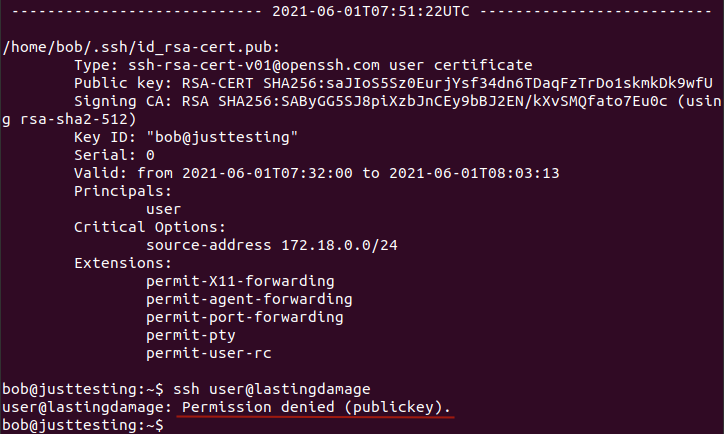 ---------------------------- 2021-06-01T07:51:22UTC --------------------------
/home/bob/.ssh/id_rsa-cert.pub:
        Type: ssh-rsa-cert-v01@openssh.com user certificate
        Public key: RSA-CERT SHA256:saJIoS5Sz0EurjYsf34dn6TDaqFzTrDo1skmkDk9wfU
        Signing CA: RSA SHA256:SAByGG5SJ8piXzbJnCEy9bBJ2EN/kXvSMQfato7Eu0c (usin
g rsa-sha2-512)
        Key ID: "bob@justtesting"
        Serial: 0
        Valid: from 2021-06-01T07:32:00 to 2021-06-01T08:03:13
        Principals:
                user
        Critical Options:
                source-address 172.18.0.0/24
        Extensions:
                permit-X11-forwarding
                permit-agent-forwarding
                permit-port-forwarding
                permit-pty
                permit-user-rc
bob@justtesting:~$ ssh user@lastingdamage
user@lastingdamage: Permission denied (publickey).
bob@justtesting:~$